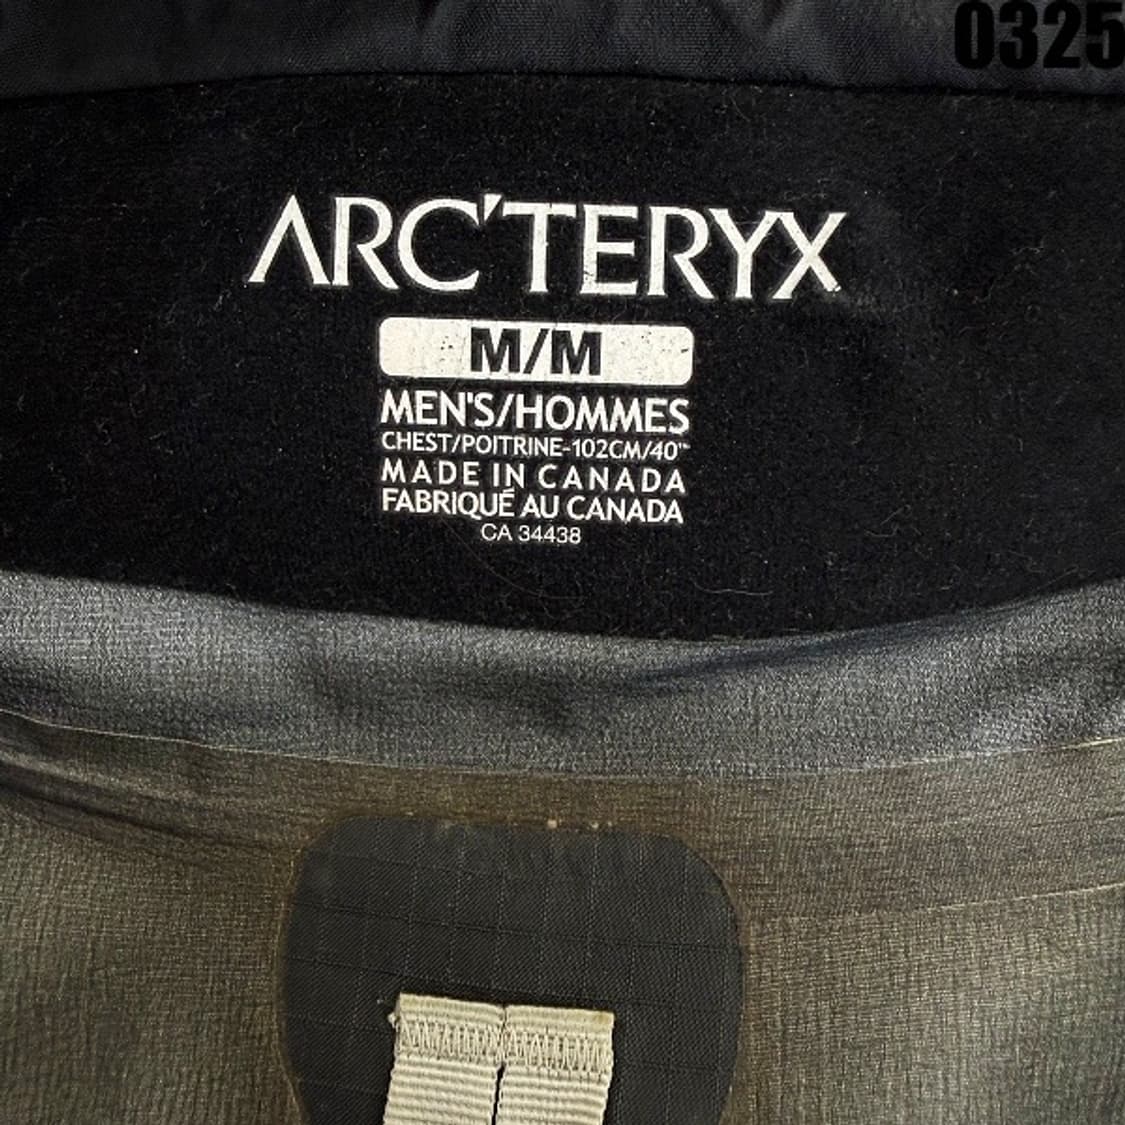 0325
ARC'TERYX
M/M
MEN'S/HOMMES
CHEST/POITRINE-102CM/40"
MADE IN CANADA
FABRIQUÉ AU CANADA
CA 34438